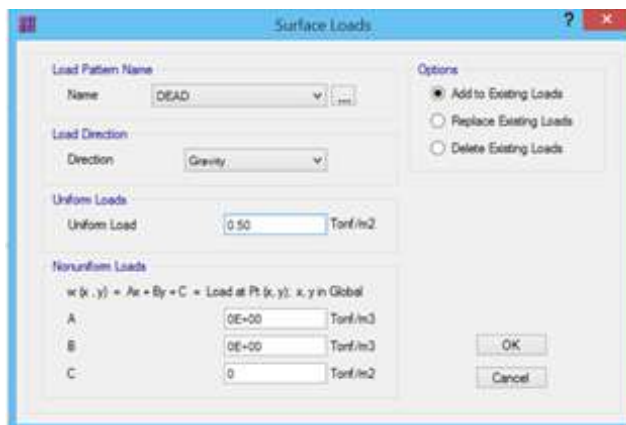 Surface Loads
? ×
Load Pattern Name
Name DEAD ...
Load Direction
Direction Gravity
Uniform Loads
Uniform Load 0.50 Tonf/m2
Nonuniform Loads
w (x , y) = Ax + By + C = Load at Pt (x, y); x, y in Global
A 0E+00 Tonf/m3
B 0E+00 Tonf/m3
C 0 Tonf/m2
Options
Add to Existing Loads
Replace Existing Loads
Delete Existing Loads
OK
Cancel